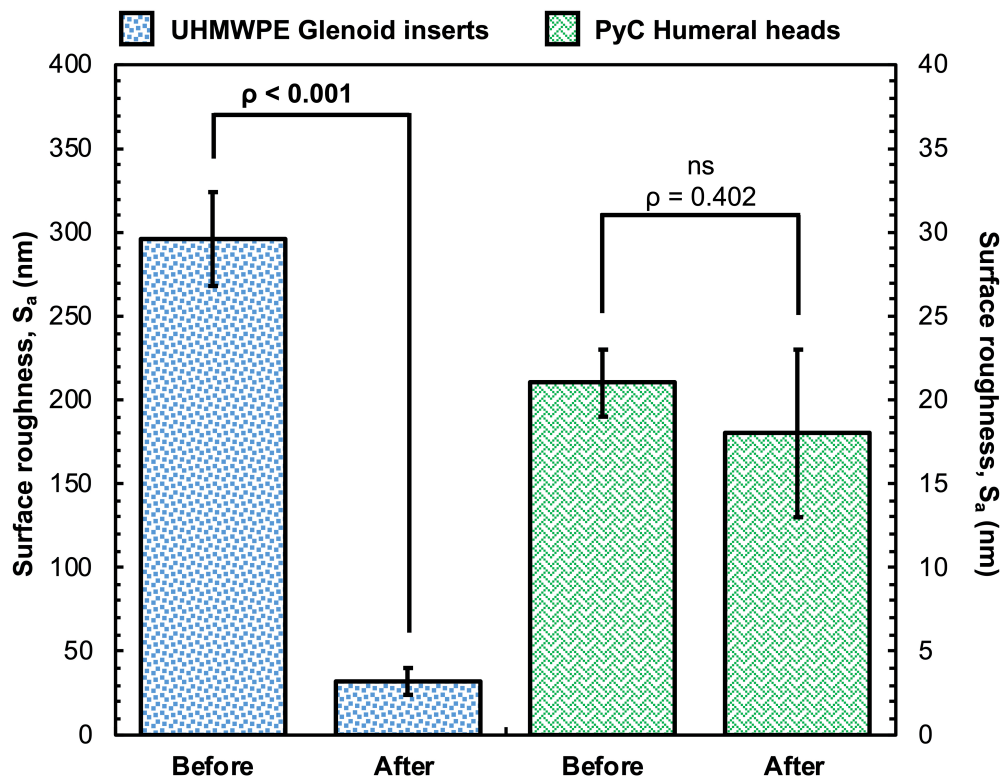 UHMWPE Glenoid inserts
PyC Humeral heads
400
350
300
250
200
150
100
50
0
Surface roughness, Sa (nm)
ρ < 0.001
ns
ρ = 0.402
40
35
30
25
20
15
10
5
0
Surface roughness, Sa (nm)
Before
After
Before
After